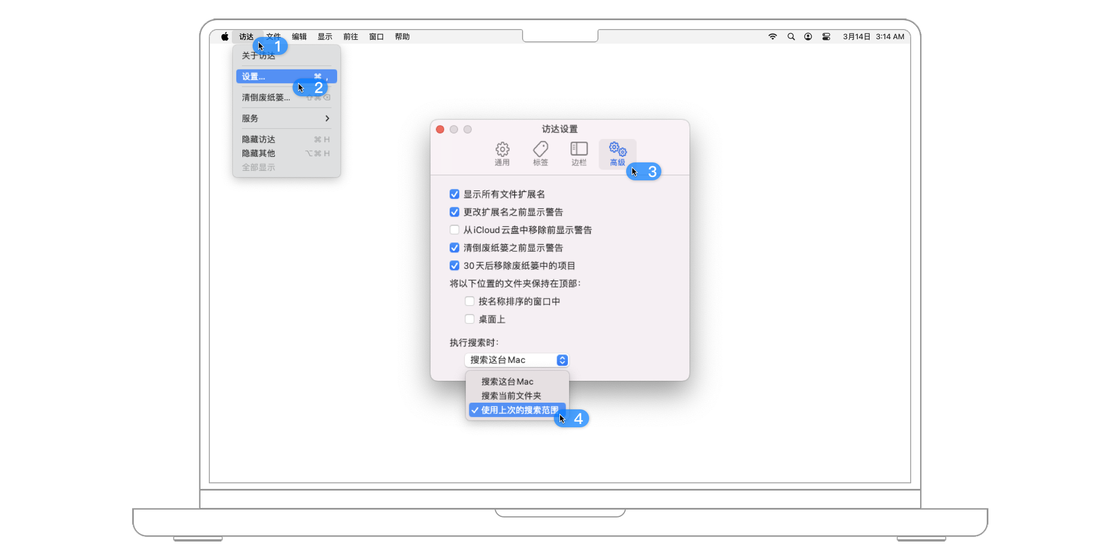 访达 文件 编辑 显示 前往 窗口 帮助 3月14日 3:14 AM
1
关于访达
设置... ⌘ ,
2
清倒废纸篓...
服务
隐藏访达 ⌘ H
隐藏其他 ⌥ ⌘ H
全部显示
访达设置
通用 标签 边栏 高级
3
显示所有文件扩展名
更改扩展名之前显示警告
从iCloud云盘中移除前显示警告
清倒废纸篓之前显示警告
30天后移除废纸篓中的项目
将以下位置的文件夹保持在顶部:
按名称排序的窗口中
桌面上
执行搜索时:
搜索这台Mac
搜索这台Mac
搜索当前文件夹
使用上次的搜索范围
4